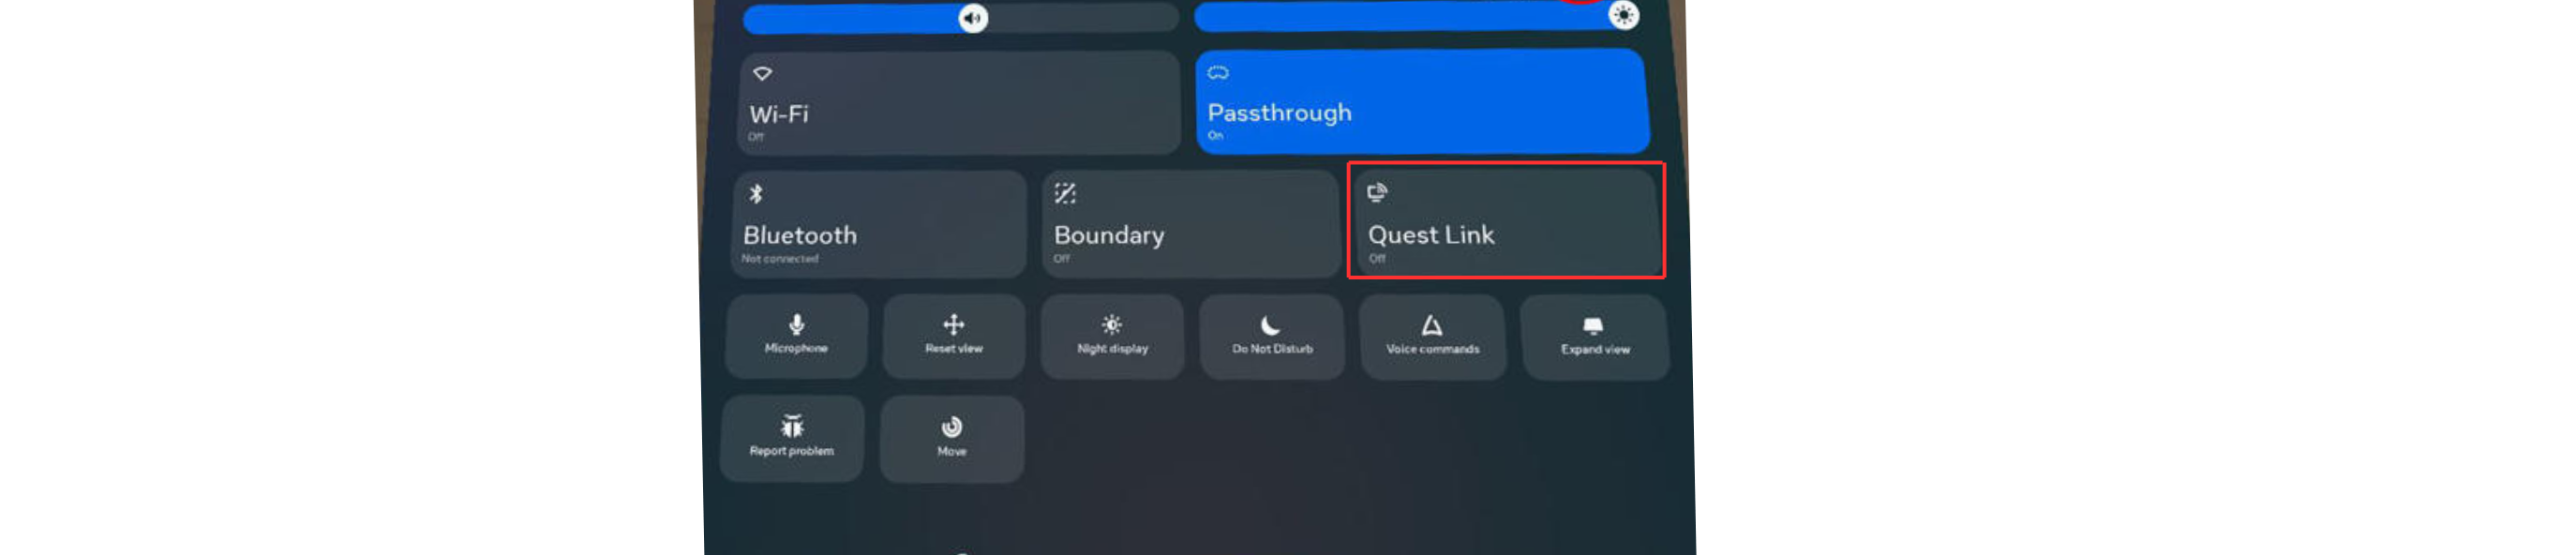 Wi-Fi
Off
Passthrough
On
Bluetooth
Not connected
Boundary
Off
Quest Link
Off
Microphone
Reset view
Night display
Do Not Disturb
Voice commands
Expand view
Report problem
Move